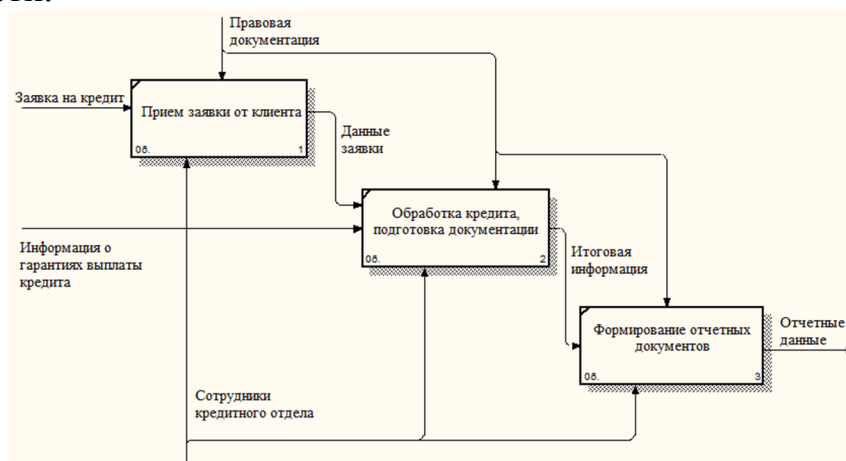 Правовая
документация
Заявка на кредит
Прием заявки от клиента
0б. 1
Данные
заявки
Обработка кредита,
подготовка документации
0б. 2
Информация о
гарантиях выплаты
кредита
Итоговая
информация
Формирование отчетных
документов
0б. 3
Отчетные
данные
Сотрудники
кредитного отдела